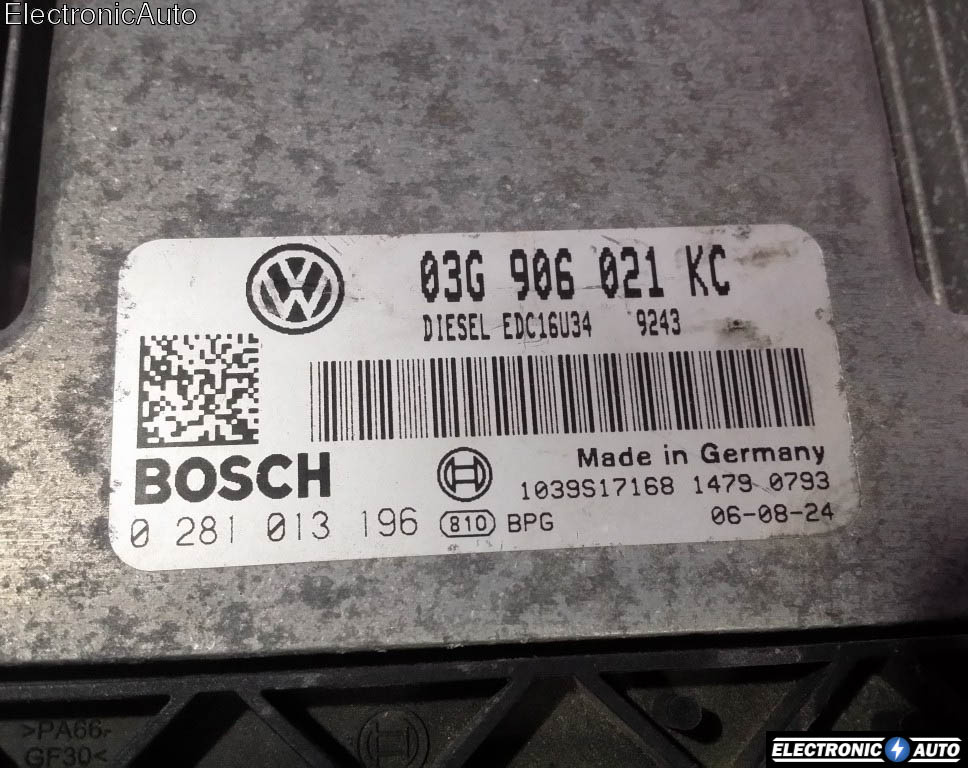 ElectronicAuto
03G 906 021 KC
DIESEL EDC16U34 9243
BOSCH
Made in Germany
1039S17168 1479 0793
0 281 013 196 810 BPG 06-08-24
>PA66-
GF30<
ELECTRONIC AUTO